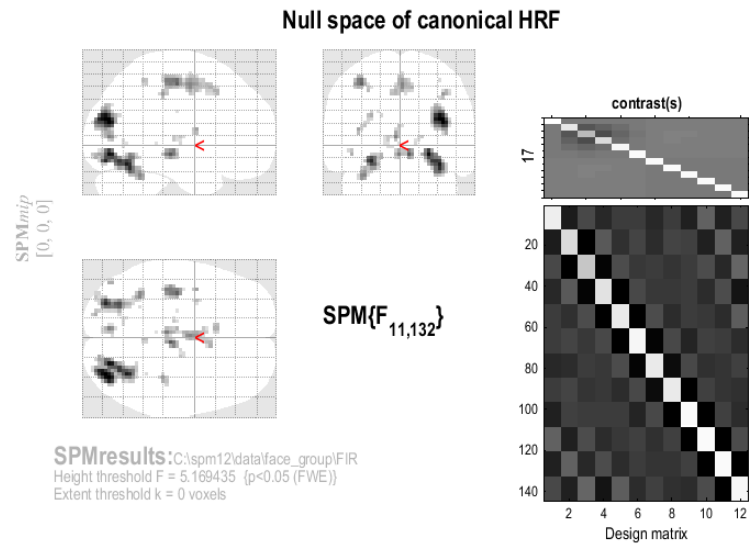 Null space of canonical HRF
contrast(s)
17
SPMmip
[0, 0, 0]
<
<
<
SPM{F11,132}
20
40
60
80
100
120
140
2 4 6 8 10 12
Design matrix
SPMresults: C:\spm12\data\face_group\FIR
Height threshold F = 5.169435 {p<0.05 (FWE)}
Extent threshold k = 0 voxels